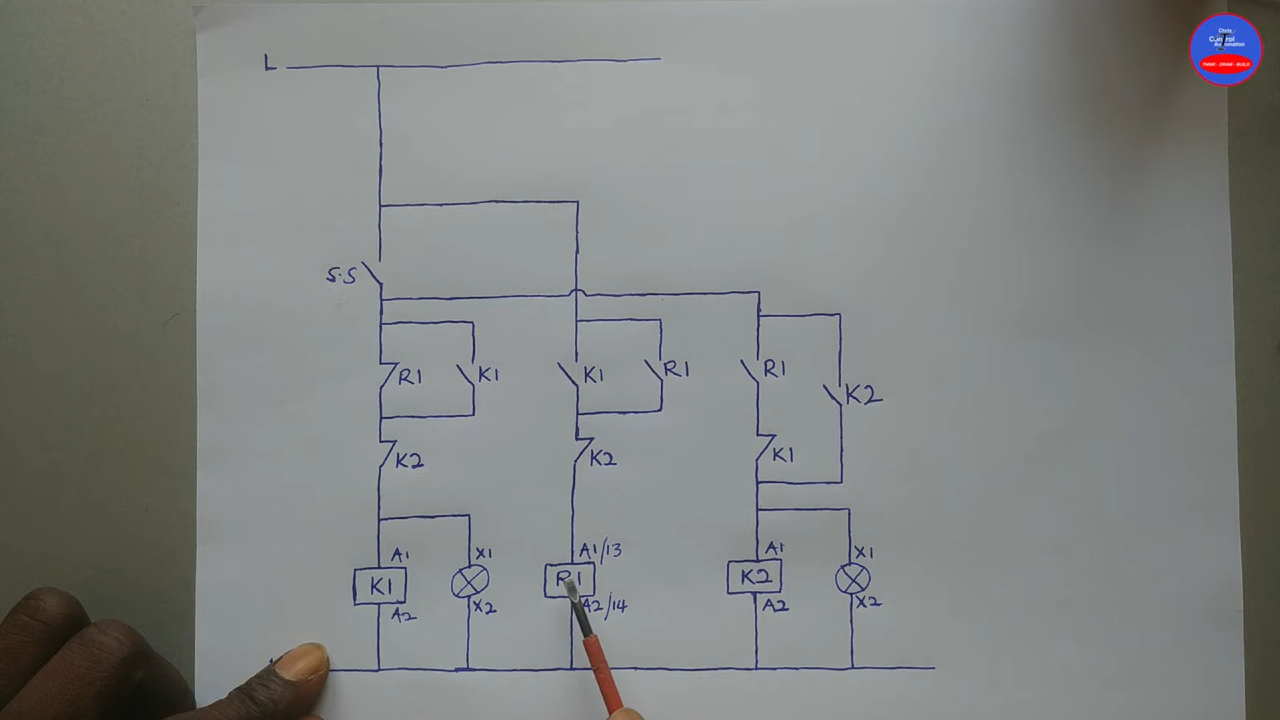 Chris
Control
Automation
THINK - DRAW - BUILD
L
S.S
R1
K1
K1
R1
R1
K2
K2
K2
K1
A1
X1
A1/13
A1
X1
K1
R1
K2
A2
X2
A2/14
A2
X2